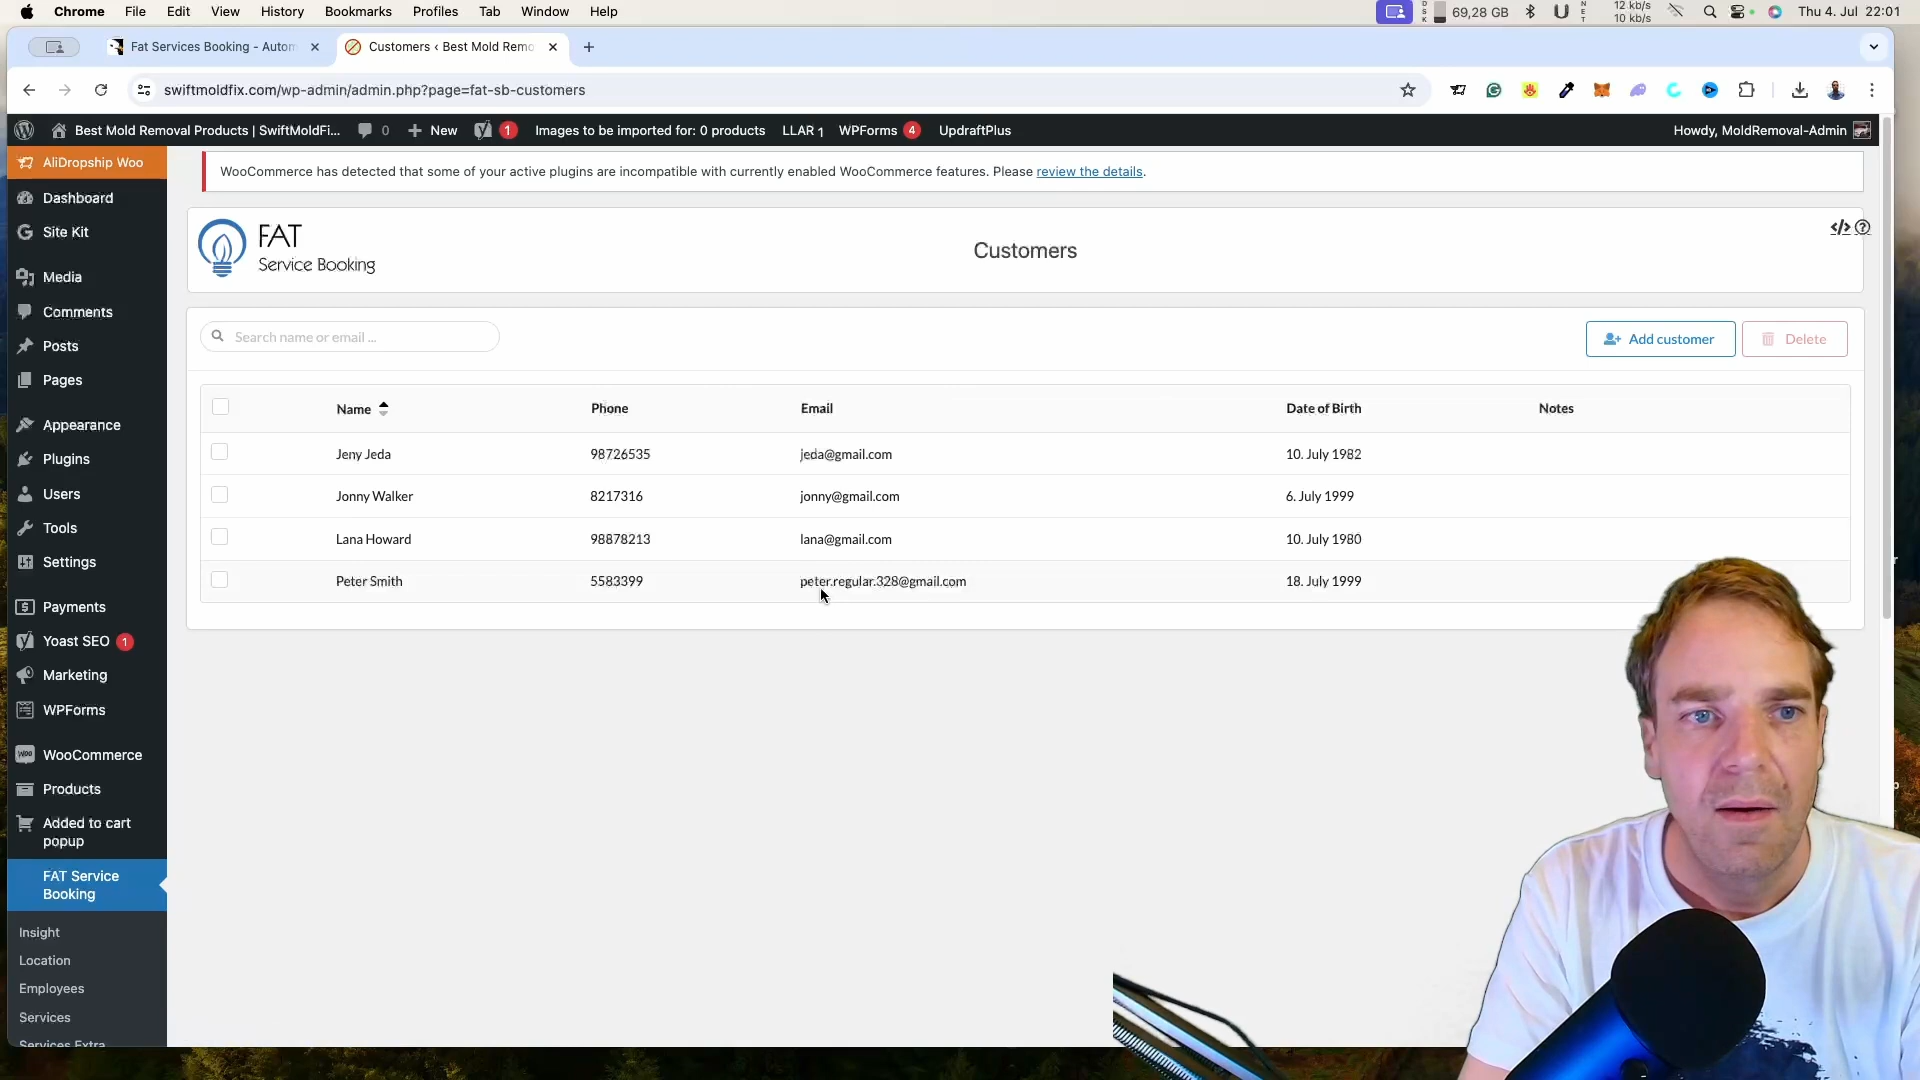 Chrome File Edit View History Bookmarks Profiles Tab Window Help
69,28 GB
12 kb/s
10 kb/s
Thu 4. Jul 22:01
Fat Services Booking - Autom
Customers ‹ Best Mold Remo
swiftmoldfix.com/wp-admin/admin.php?page=fat-sb-customers
Best Mold Removal Products | SwiftMoldFi... 0 New 1 Images to be imported for: 0 products LLAR 1 WPForms 4 UpdraftPlus
Howdy, MoldRemoval-Admin
AliDropship Woo
Dashboard
Site Kit
Media
Comments
Posts
Pages
Appearance
Plugins
Users
Tools
Settings
Payments
Yoast SEO 1
Marketing
WPForms
WooCommerce
Products
Added to cart
popup
FAT Service
Booking
Insight
Location
Employees
Services
Services Extra
WooCommerce has detected that some of your active plugins are incompatible with currently enabled WooCommerce features. Please review the details.
FAT
Service Booking
Customers
Search name or email ...
Add customer
Delete
Name Phone Email Date of Birth Notes
Jeny Jeda 98726535 jeda@gmail.com 10. July 1982
Jonny Walker 8217316 jonny@gmail.com 6. July 1999
Lana Howard 98878213 lana@gmail.com 10. July 1980
Peter Smith 5583399 peter.regular.328@gmail.com 18. July 1999